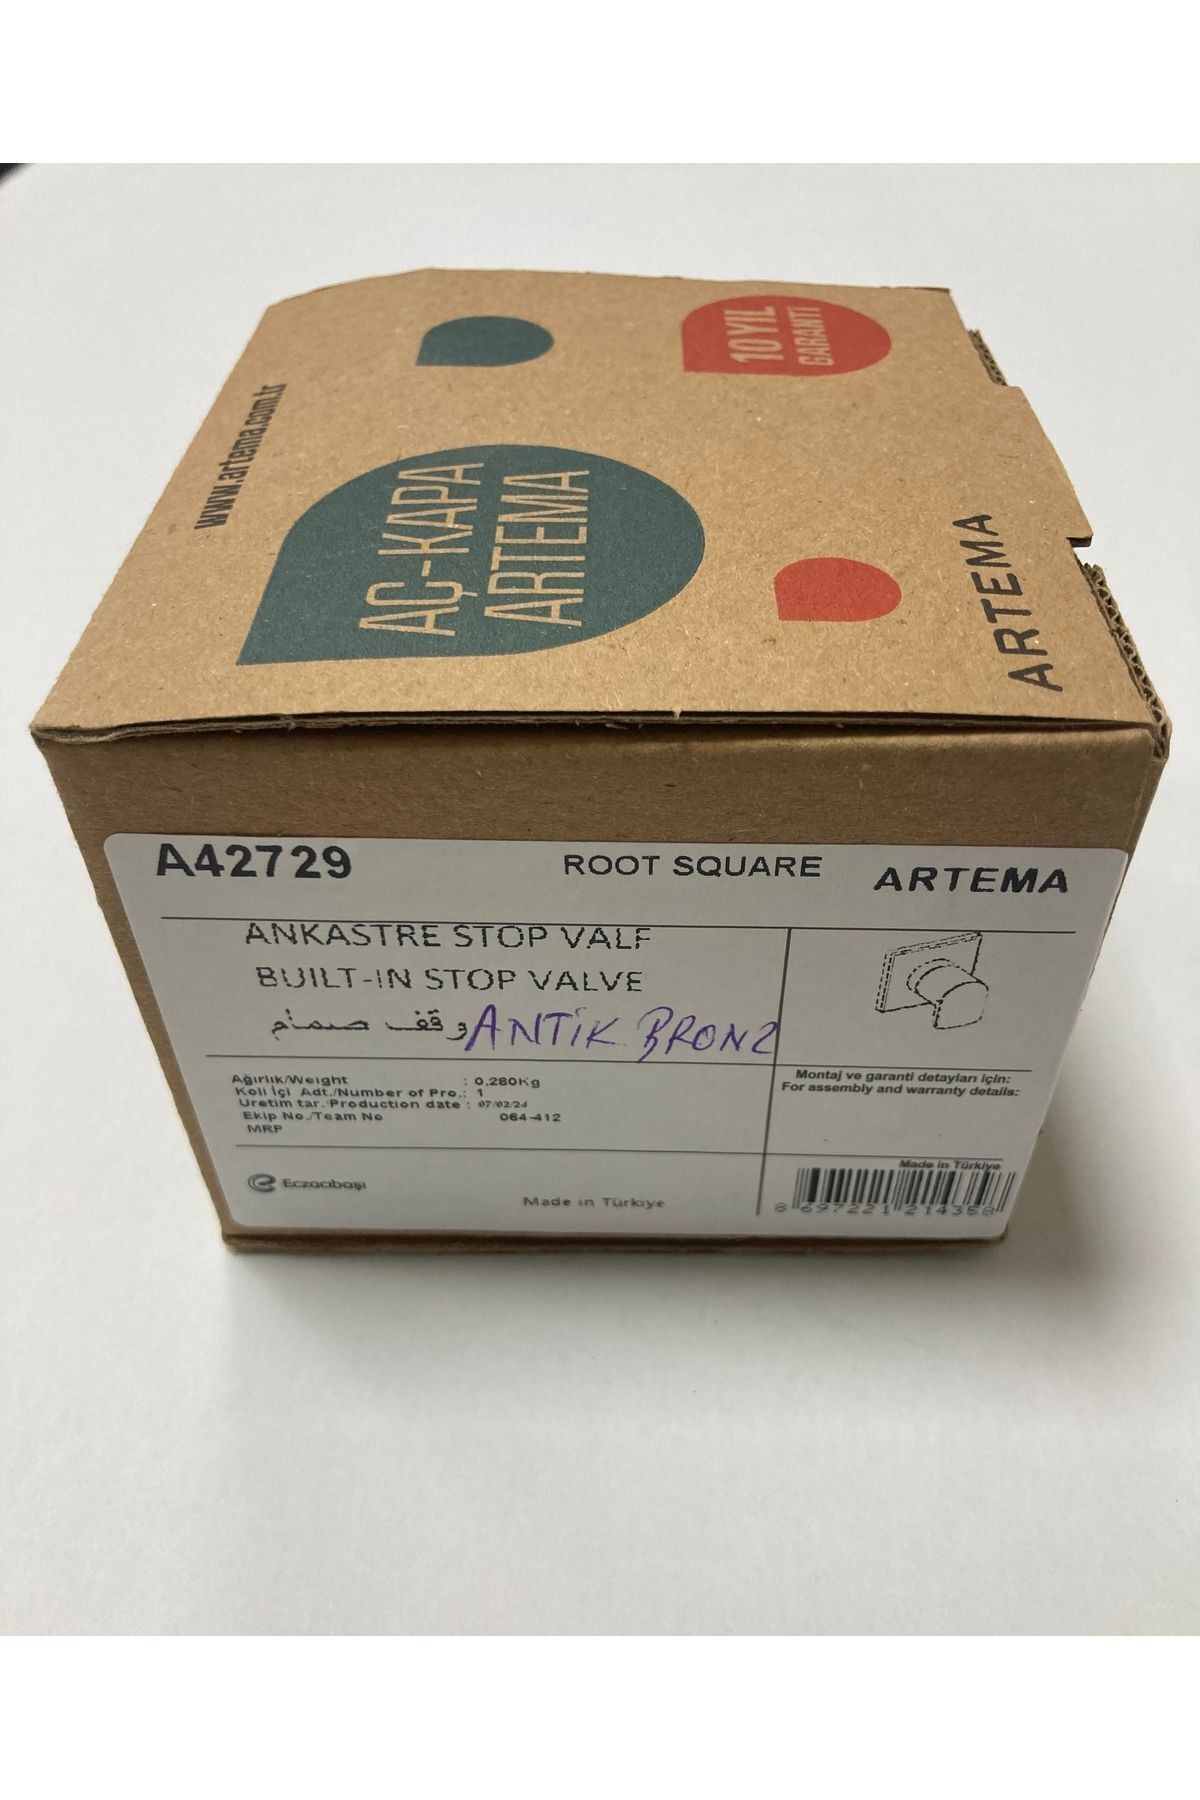 www.artema.com.tr
AÇ-KAPA
ARTEMA
10 YIL
GARANTİ
ARTEMA
A42729
ROOT SQUARE
ARTEMA
ANKASTRE STOP VALF
BUILT-IN STOP VALVE
وقف صمام ANTİK BRONZ
Ağırlık/Weight : 0,280Kg
Koli İçi Adt./Number of Pro.: 1
Üretim tar./Production date : 07/02/24
Ekip No./Team No 064-412
MRP
Montaj ve garanti detayları için:
For assembly and warranty details:
Eczacıbaşı
Made in Türkiye
Made in Türkiye
8 697221 214358